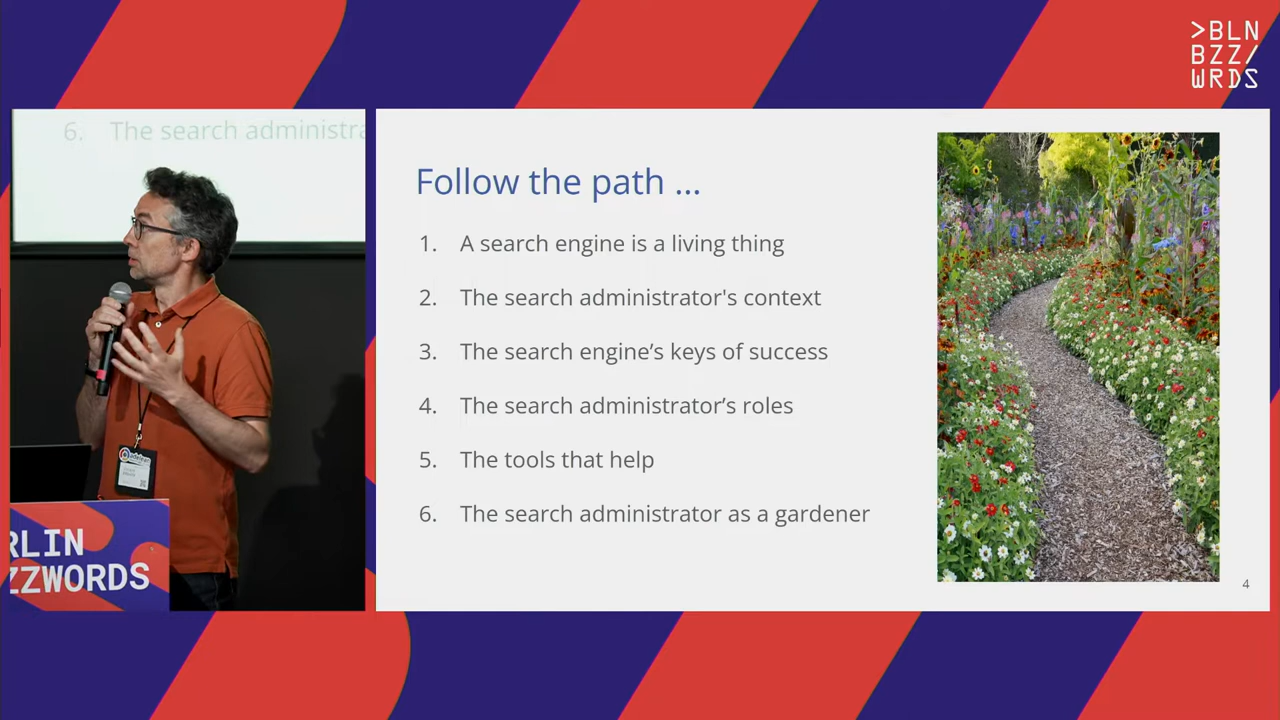 >BLN
BZZ/
WRDS
6. The search administra
RLIN
ZZWORDS
adelean
Follow the path ...
1. A search engine is a living thing
2. The search administrator's context
3. The search engine’s keys of success
4. The search administrator’s roles
5. The tools that help
6. The search administrator as a gardener
4